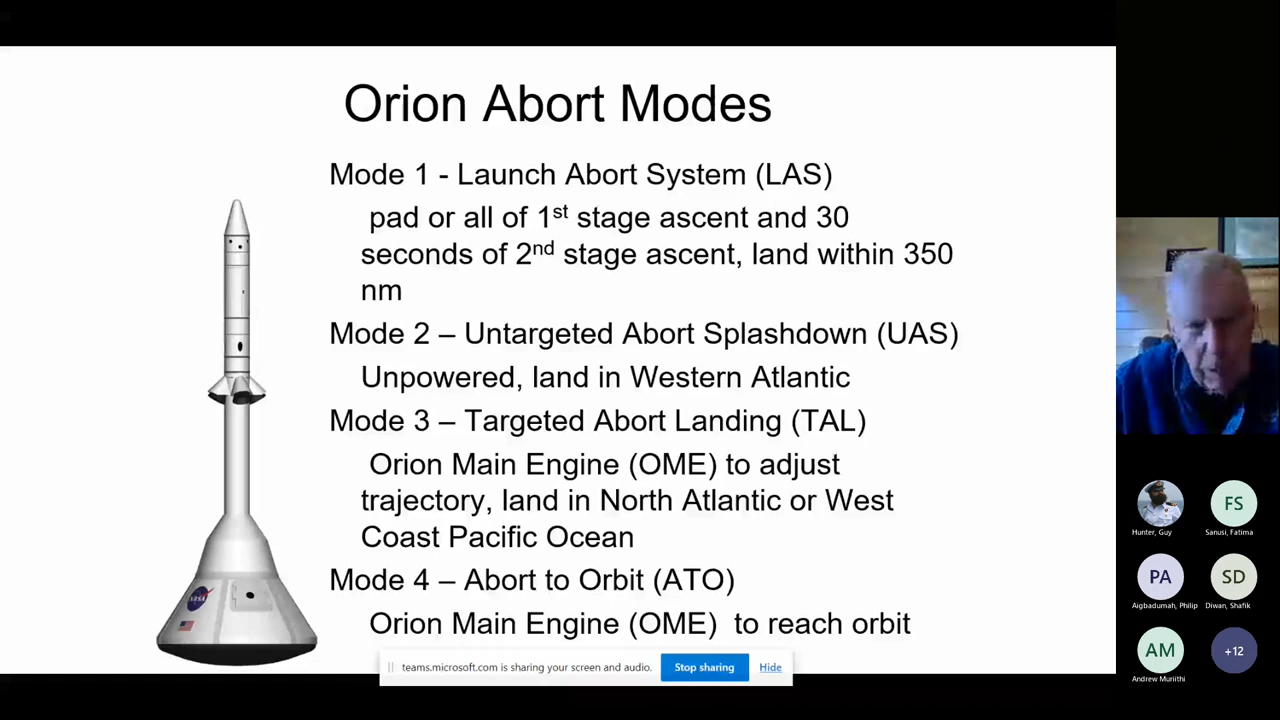 Orion Abort Modes
Mode 1 - Launch Abort System (LAS)
pad or all of 1st stage ascent and 30
seconds of 2nd stage ascent, land within 350
nm
Mode 2 – Untargeted Abort Splashdown (UAS)
Unpowered, land in Western Atlantic
Mode 3 – Targeted Abort Landing (TAL)
Orion Main Engine (OME) to adjust
trajectory, land in North Atlantic or West
Coast Pacific Ocean
Mode 4 – Abort to Orbit (ATO)
Orion Main Engine (OME) to reach orbit
NASA
teams.microsoft.com is sharing your screen and audio. Stop sharing Hide
Hunter, Guy
FS
Sanusi, Fatima
PA
Aigbadumah, Philip
SD
Diwan, Shafik
AM
Andrew Muriithi
+12